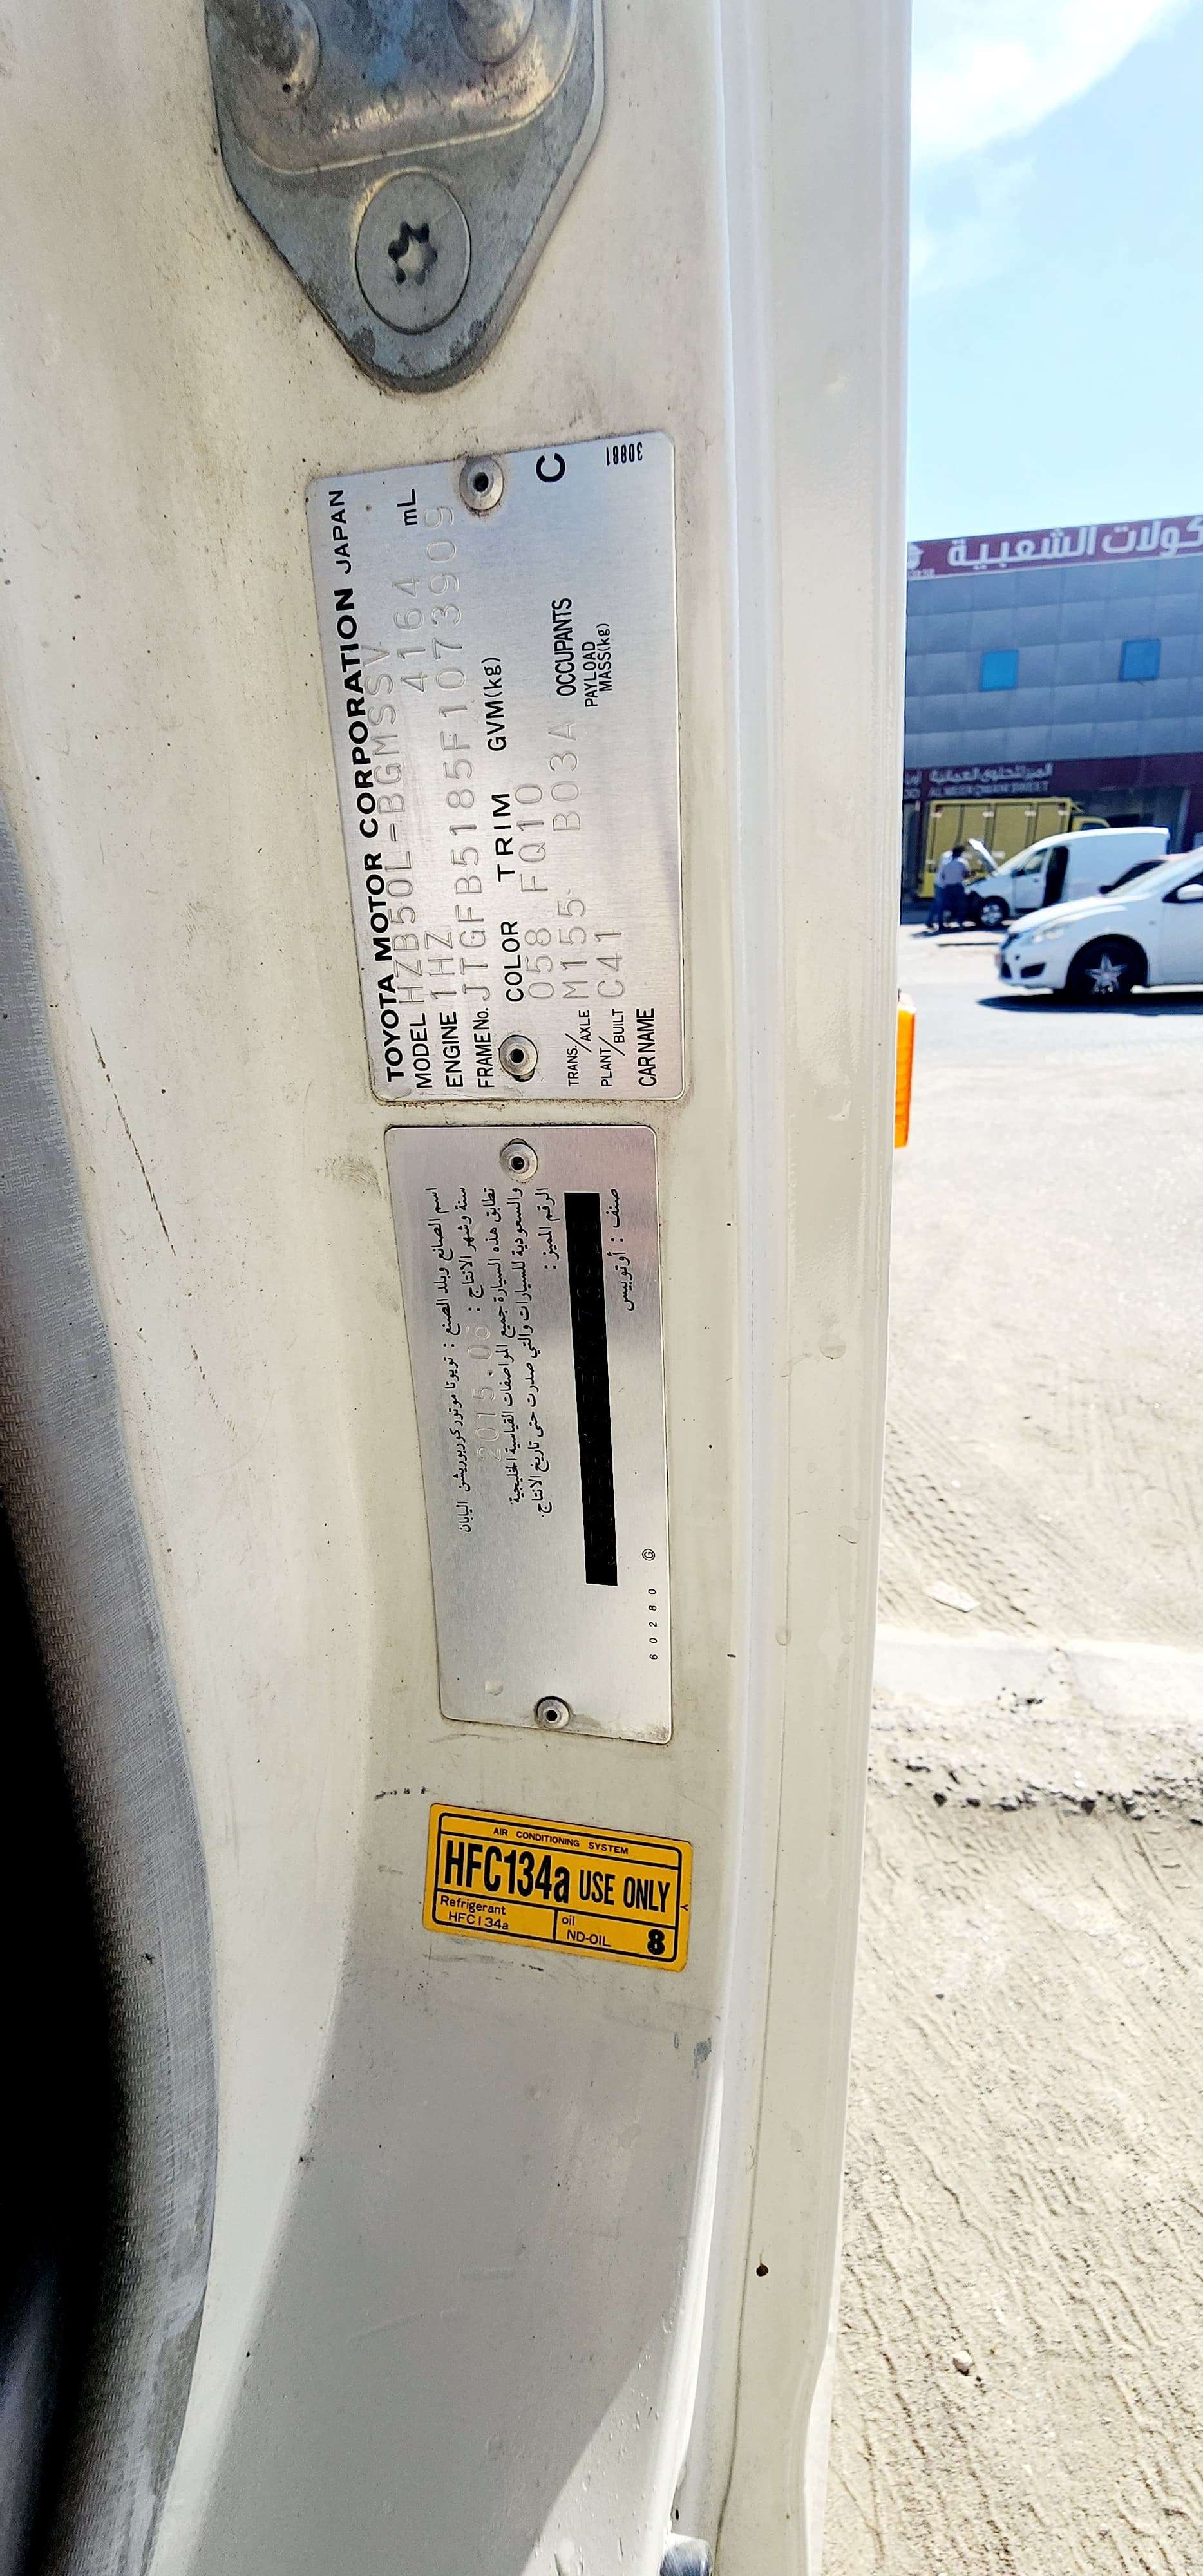 TOYOTA MOTOR CORPORATION JAPAN
MODEL HZB50L-BGMSSV
ENGINE 1HZ 4164 mL
FRAME No. JTGFB5185F1073909
COLOR TRIM GVM(kg)
058 FQ10
C
TRANS./AXLE M155 B03A OCCUPANTS
PLANT/BUILT C41 PAYLOAD MASS(kg)
CAR NAME
30881
اسم الصانع وبلد الصنع : تويوتا موتور كوربوريشن اليابان
سنة وشهر الانتاج : 2015.06
تطابق هذه السيارة جميع المواصفات القياسية الخليجية
والسعودية للسيارات والتي صدرت حتى تاريخ الانتاج.
الرقم المميز :
صنف : أوتوبيس
G 60280
AIR CONDITIONING SYSTEM
HFC134a USE ONLY
Refrigerant
HFC134a
oil
ND-OIL 8
Y
كولات الشعبية